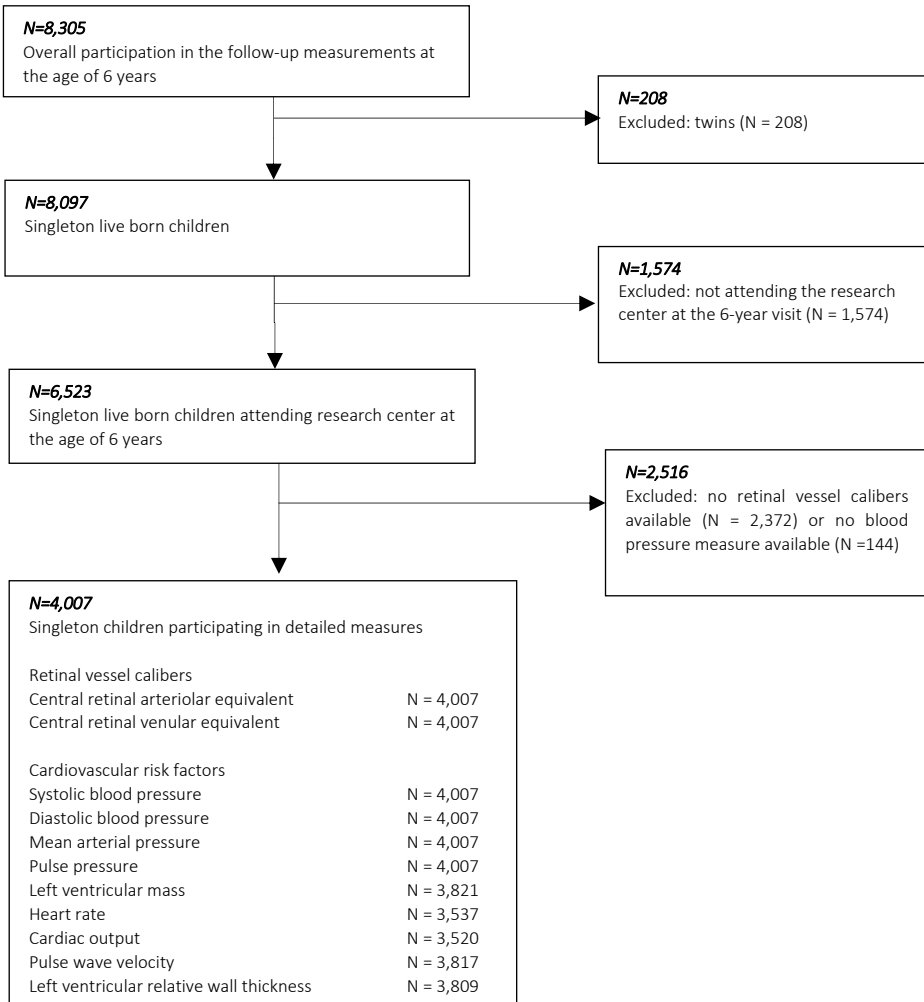 N=8,305
Overall participation in the follow-up measurements at
the age of 6 years
N=208
Excluded: twins (N = 208)
N=8,097
Singleton live born children
N=1,574
Excluded: not attending the research
center at the 6-year visit (N = 1,574)
N=6,523
Singleton live born children attending research center at
the age of 6 years
N=2,516
Excluded: no retinal vessel calibers
available (N = 2,372) or no blood
pressure measure available (N =144)
N=4,007
Singleton children participating in detailed measures
Retinal vessel calibers
Central retinal arteriolar equivalent N = 4,007
Central retinal venular equivalent N = 4,007
Cardiovascular risk factors
Systolic blood pressure N = 4,007
Diastolic blood pressure N = 4,007
Mean arterial pressure N = 4,007
Pulse pressure N = 4,007
Left ventricular mass N = 3,821
Heart rate N = 3,537
Cardiac output N = 3,520
Pulse wave velocity N = 3,817
Left ventricular relative wall thickness N = 3,809